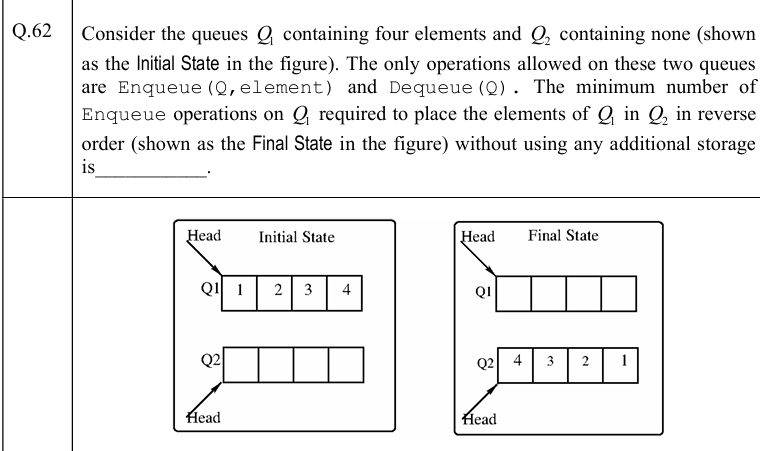 Q.62
Consider the queues Q1 containing four elements and Q2 containing none (shown
as the Initial State in the figure). The only operations allowed on these two queues
are Enqueue(Q,element) and Dequeue(Q). The minimum number of
Enqueue operations on Q1 required to place the elements of Q1 in Q2 in reverse
order (shown as the Final State in the figure) without using any additional storage
is___________.
Head Initial State
Q1 1 2 3 4
Q2
Head
Head Final State
Q1
Q2 4 3 2 1
Head